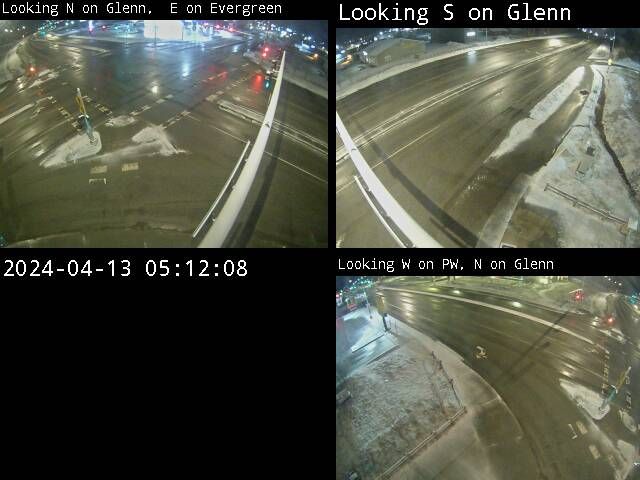 Looking N on Glenn, E on Evergreen
Looking S on Glenn
2024-04-13 05:12:08
Looking W on PW, N on Glenn